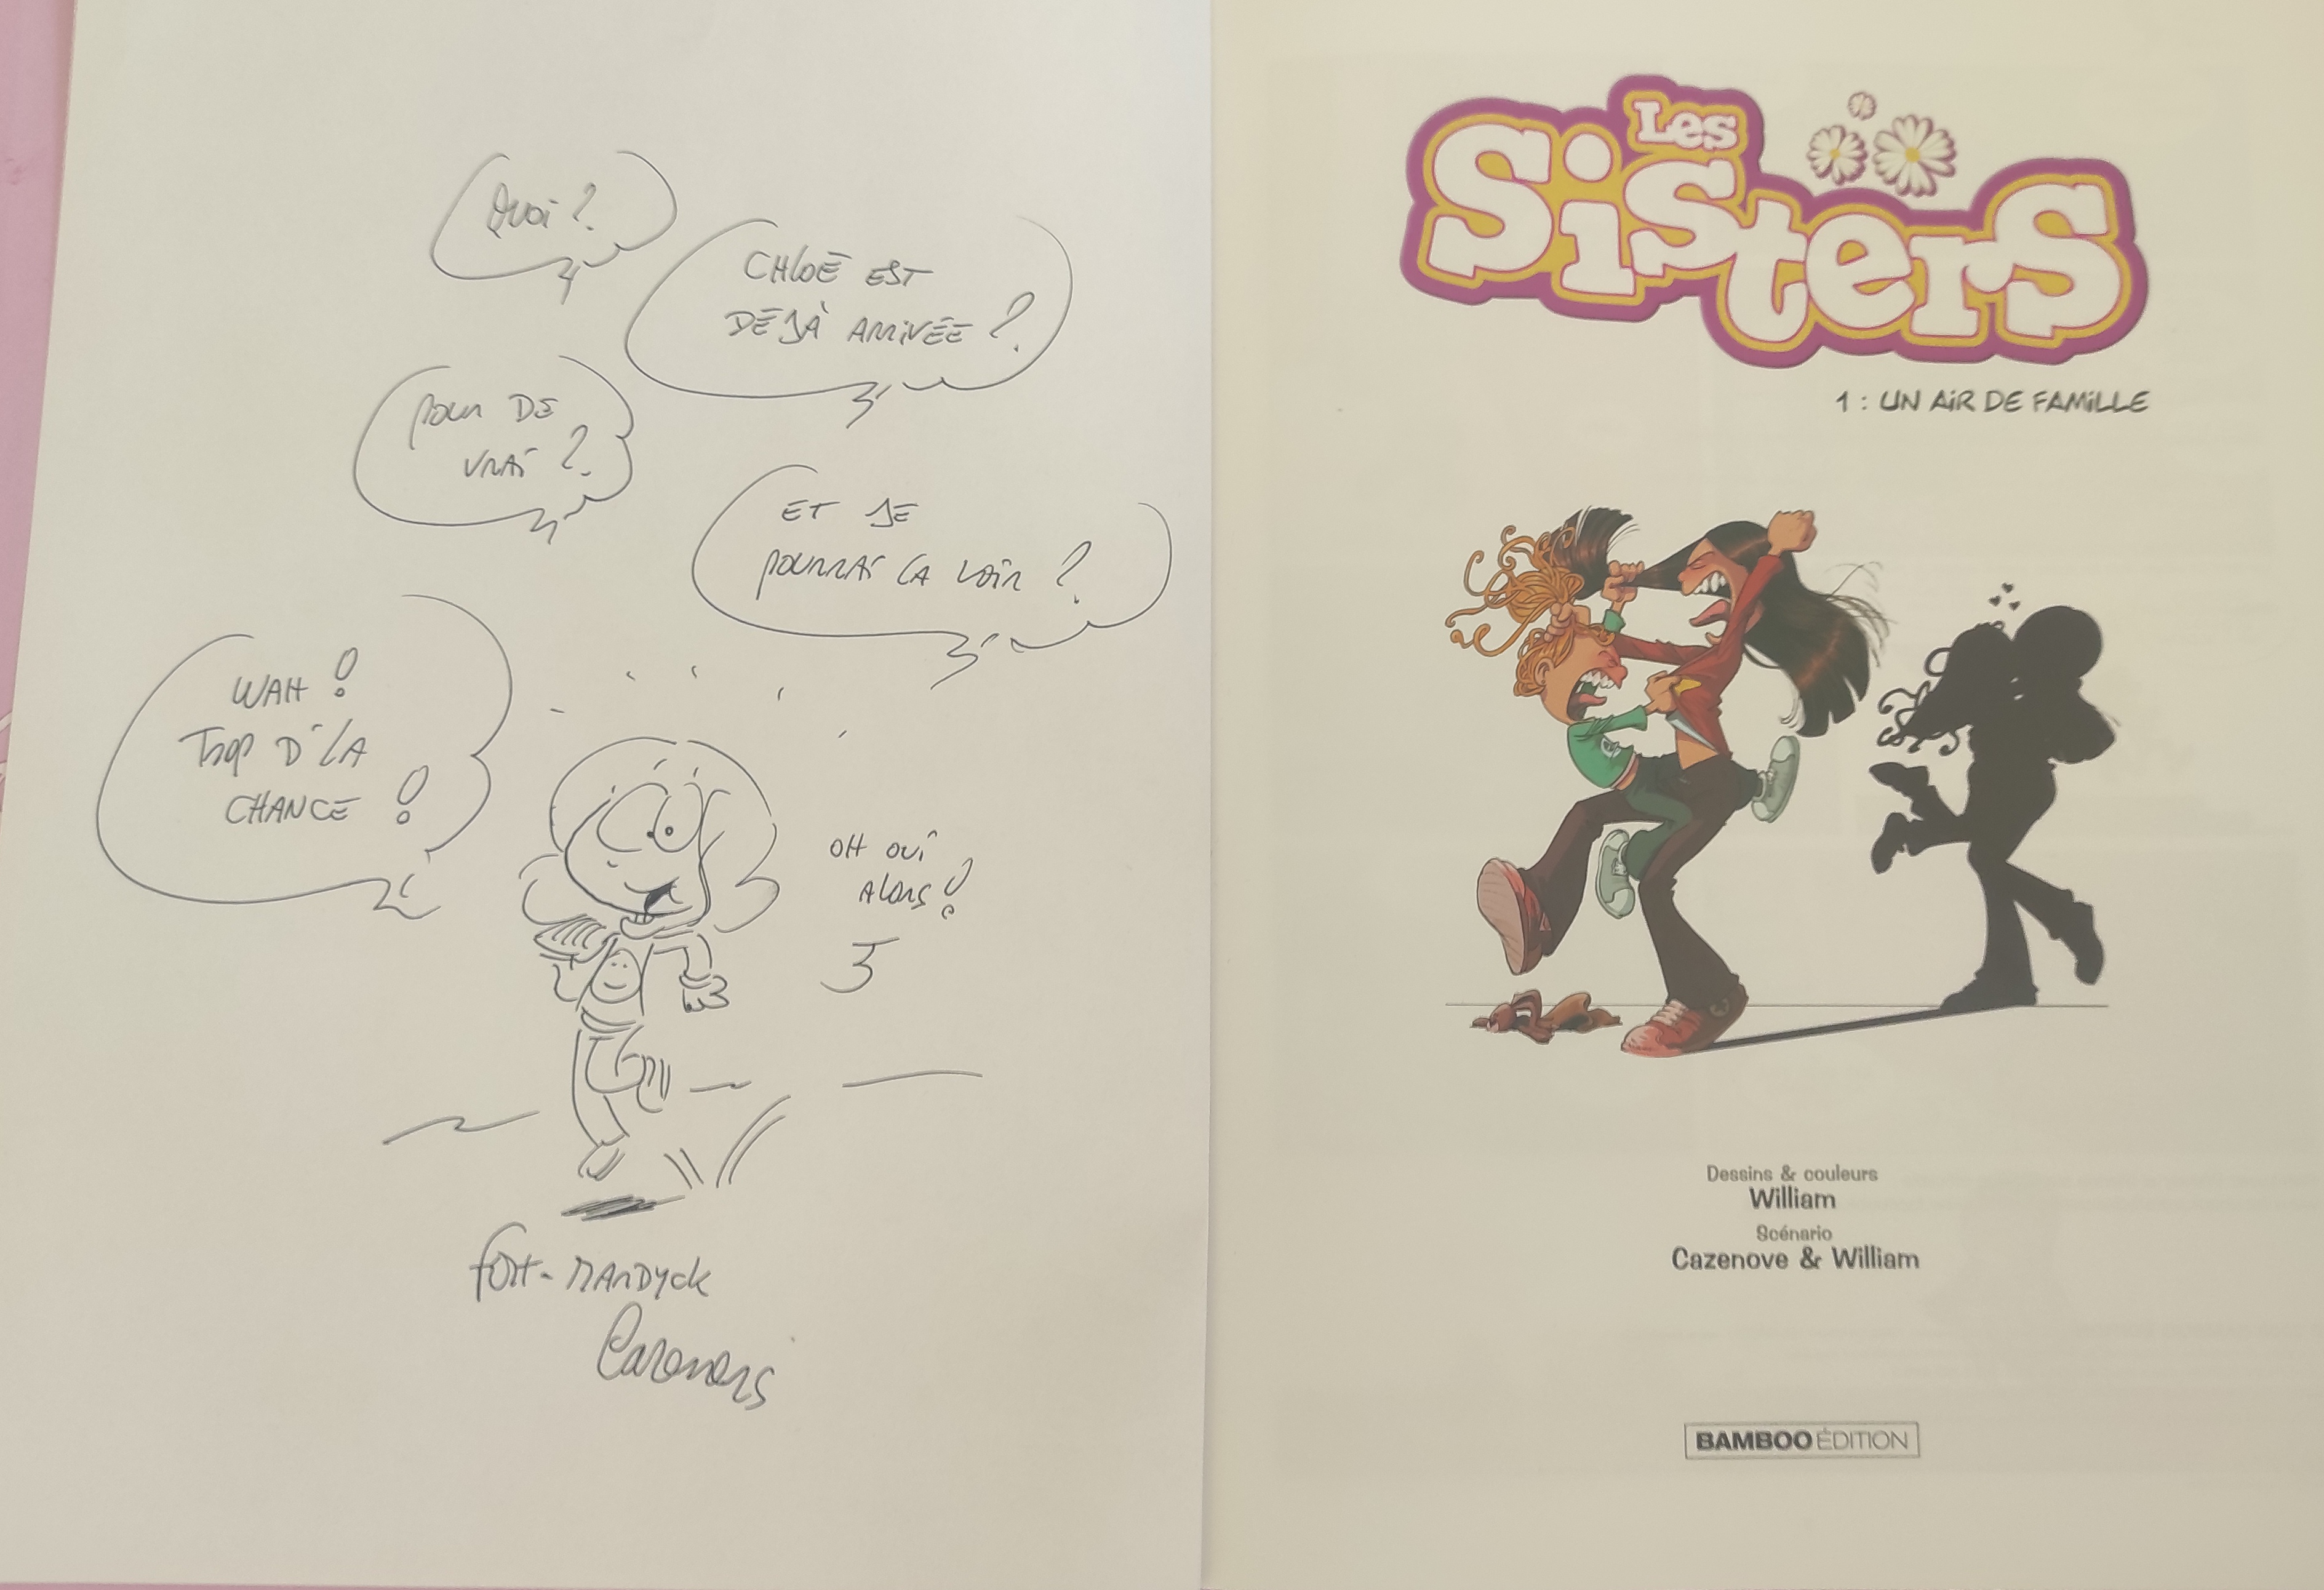 Quoi ?
CHLOÉ EST
DÉJÀ ARRIVÉE ?
POUR DE
VRAI ?
ET JE
POURRAI LA VOIR ?
WAH !
TROP D'LA
CHANCE !
OH OUI
ALORS !
FORT-MARDYCK
Cazenove
Les
Sisters
1 : UN AIR DE FAMILLE
Dessins & couleurs
William
Scénario
Cazenove & William
BAMBOO ÉDITION